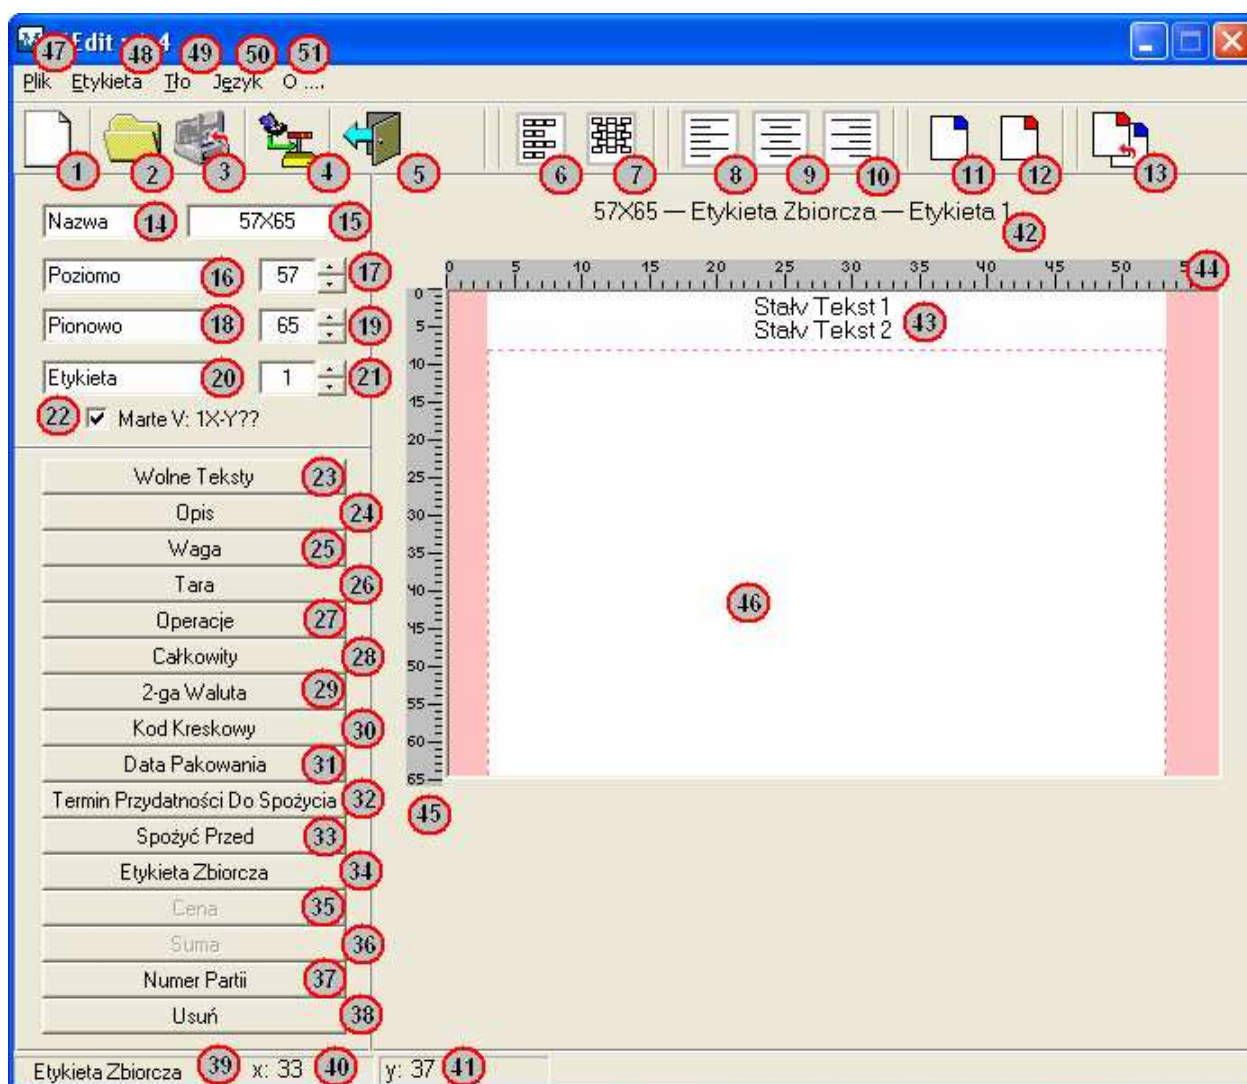 Edit : 4
47 48 49 50 51
Plik Etykieta Tło Język O ....
1 2 3 4 5 6 7 8 9 10 11 12 13
Nazwa 14 57X65 15
57X65 — Etykieta Zbiorcza — Etykieta 1
42
Poziomo 16 57 17
0 5 10 15 20 25 30 35 40 45 50 44
Pionowo 18 65 19
Stały Tekst 1
Stały Tekst 2 43
Etykieta 20 1 21
22 Marte V: 1X-Y??
0
5
10
15
20
25
30
35
40
45
50
55
60
65
45
46
Wolne Teksty 23
Opis 24
Waga 25
Tara 26
Operacje 27
Całkowity 28
2-ga Waluta 29
Kod Kreskowy 30
Data Pakowania 31
Termin Przydatności Do Spożycia 32
Spożyć Przed 33
Etykieta Zbiorcza 34
Cena 35
Suma 36
Numer Partii 37
Usuń 38
Etykieta Zbiorcza 39 x: 33 40 y: 37 41